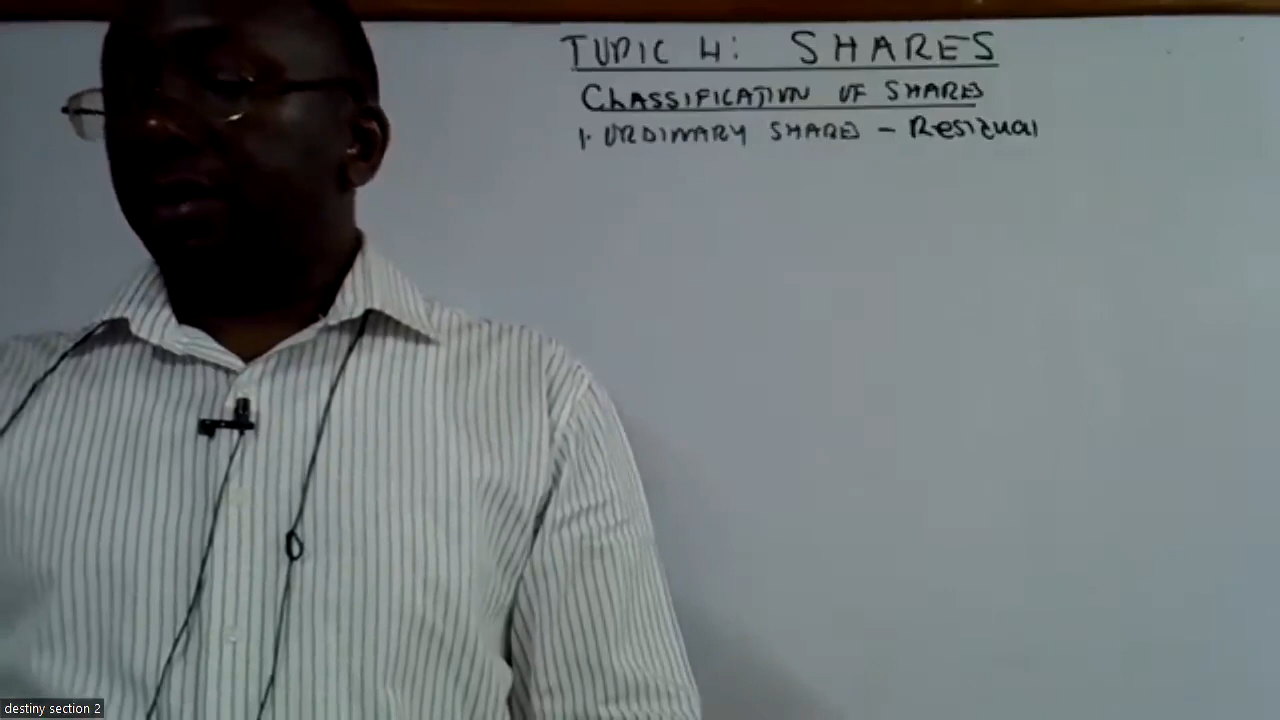 TOPIC 4: SHARES
CLASSIFICATION OF SHARES
1. ORDINARY SHARES - Residual
destiny section 2